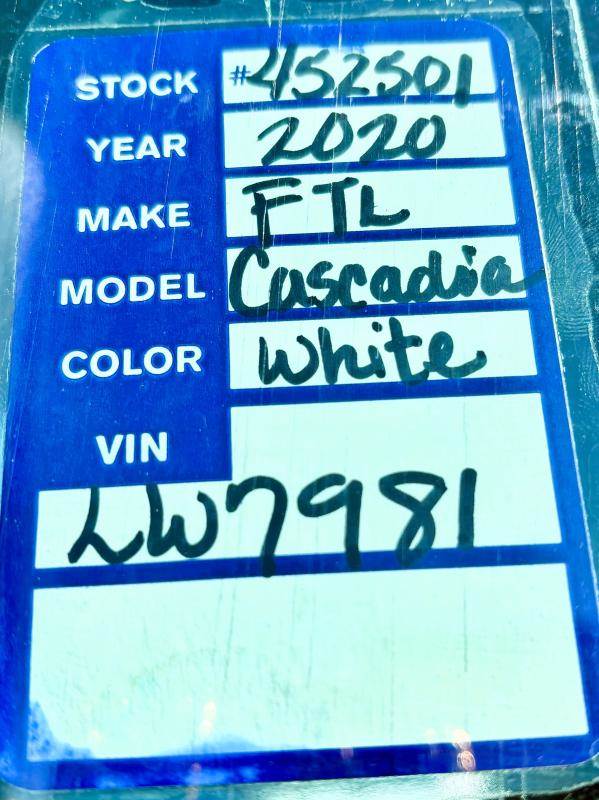 STOCK #452501
YEAR 2020
MAKE FTL
MODEL Cascadia
COLOR White
VIN
LW7981